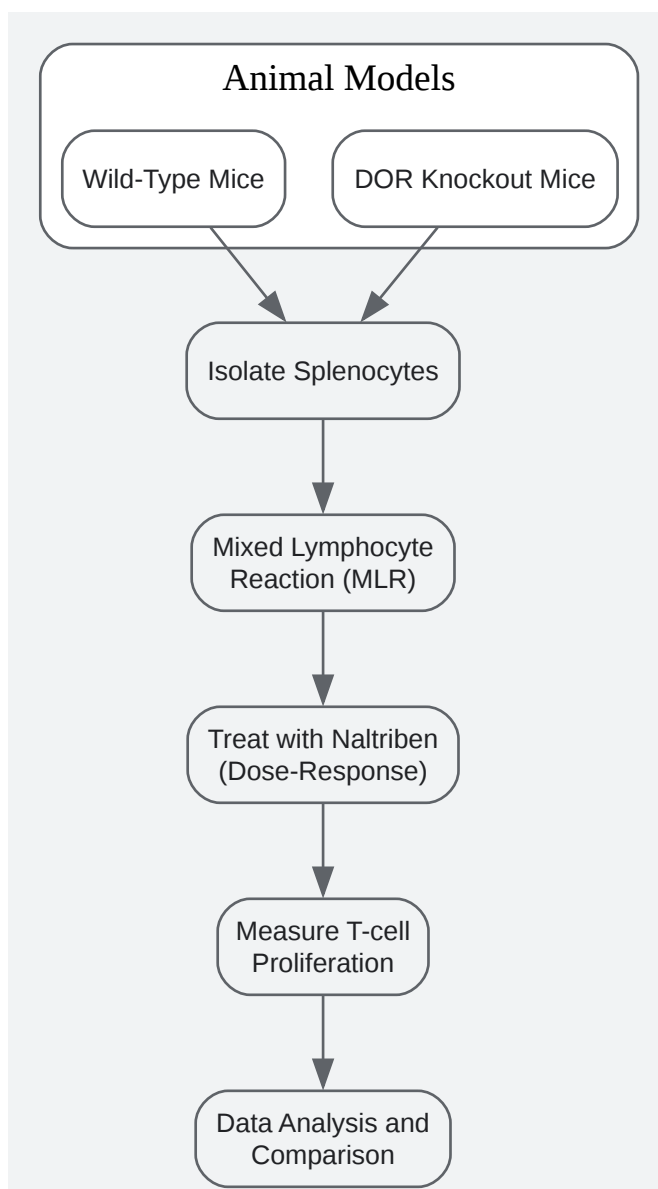 Animal Models
Wild-Type Mice
DOR Knockout Mice
Isolate Splenocytes
Mixed Lymphocyte
Reaction (MLR)
Treat with Naltriben
(Dose-Response)
Measure T-cell
Proliferation
Data Analysis and
Comparison